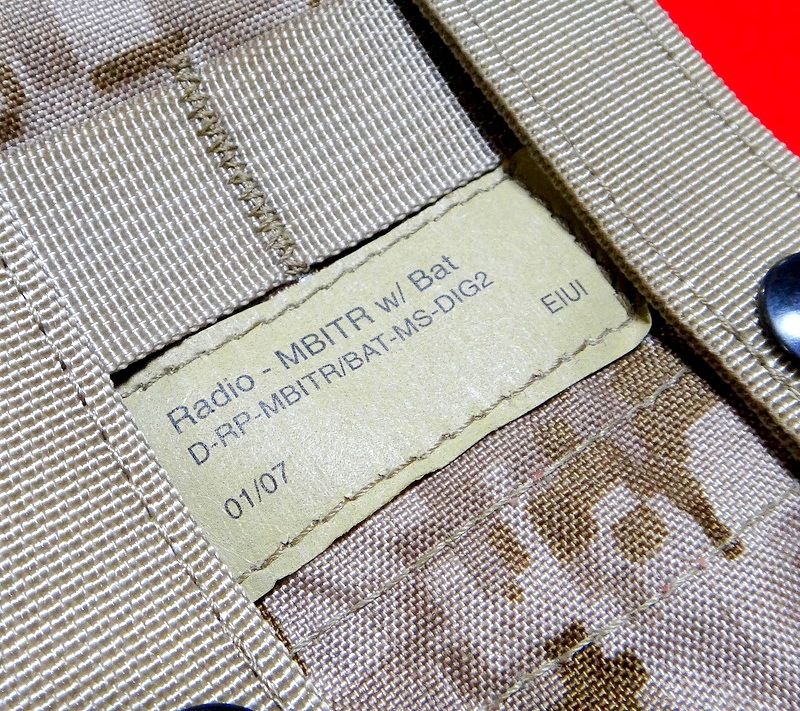 Radio - MBITR w/ Bat
D-RP-MBITR/BAT-MS-DIG2
01/07
EIUI